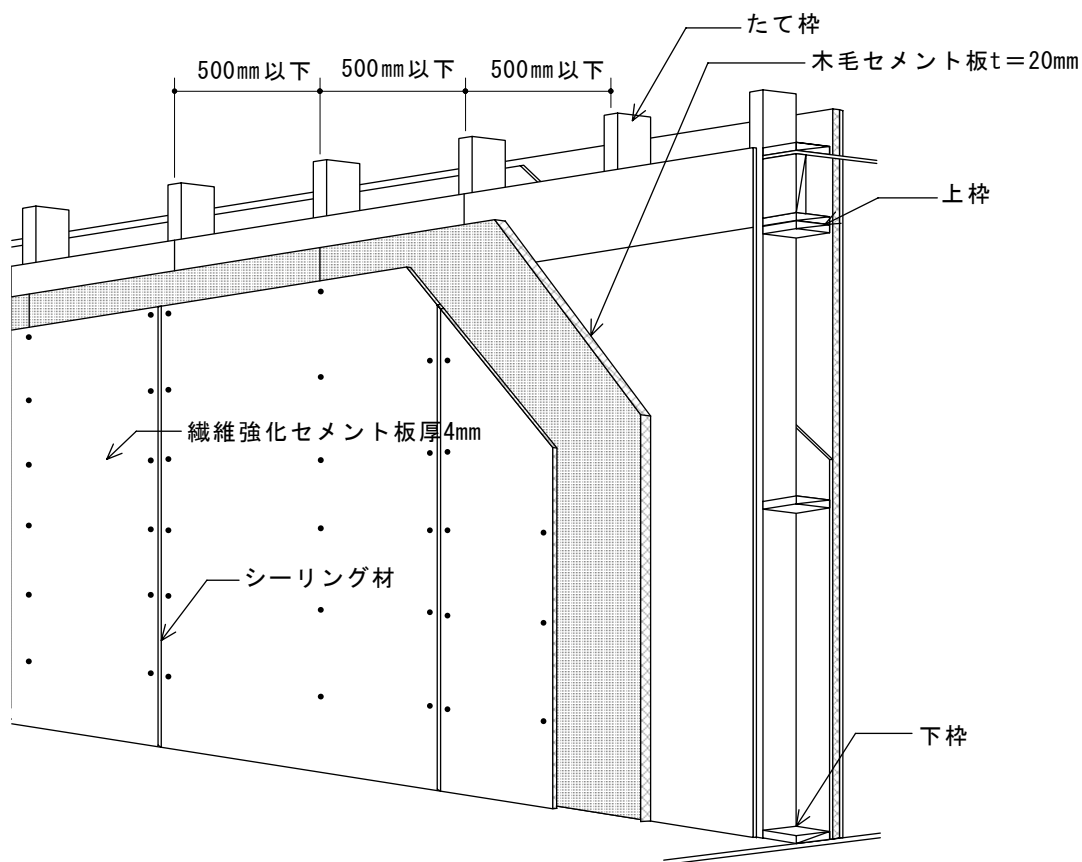 たて枠
木毛セメント板t＝20㎜
500㎜以下
500㎜以下
500㎜以下
上枠
繊維強化セメント板厚4㎜
シーリング材
下枠